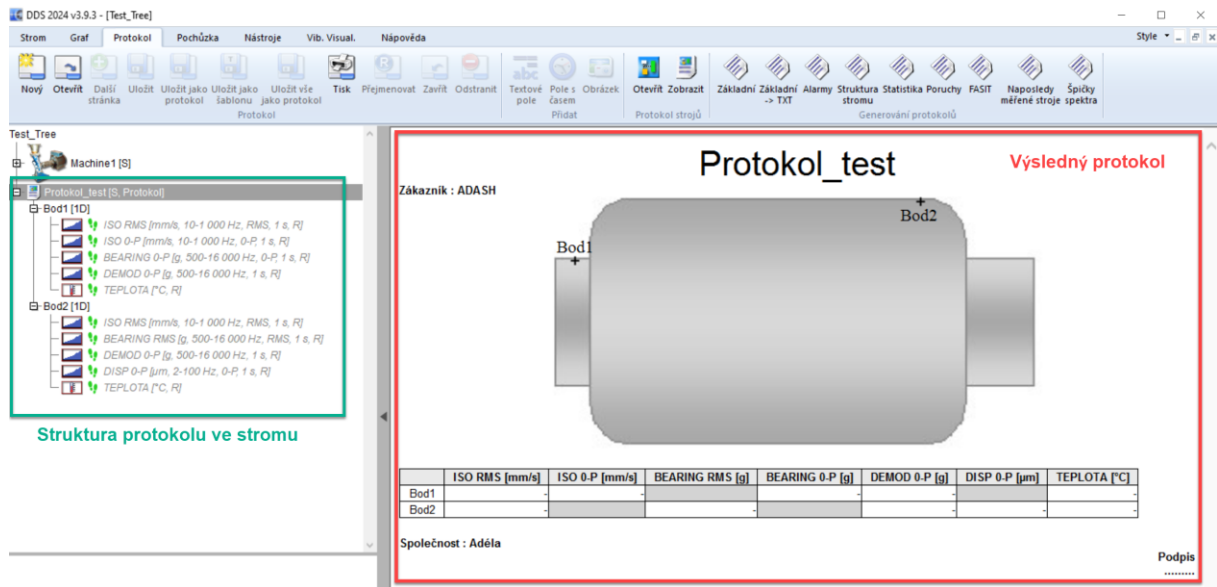 DDS 2024 v3.9.3 - [Test_Tree]
Strom Graf Protokol Pochůzka Nástroje Vib. Visual. Nápověda Style
Nový Otevřít Další stránka Uložit Uložit jako protokol Uložit jako šablonu Uložit vše jako protokol Tisk Přejmenovat Zavřít Odstranit Textové pole Pole s časem Obrázek Otevřít Zobrazit Základní Základní -> TXT Alarmy Struktura stromu Statistika Poruchy FASIT Naposledy měřené stroje Špičky spektra
Protokol Přidat Protokol strojů Generování protokolů
Test_Tree
Machine1 [S]
Protokol_test [S, Protokol]
Bod1 [1D]
ISO RMS [mm/s, 10-1 000 Hz, RMS, 1 s, R]
ISO 0-P [mm/s, 10-1 000 Hz, 0-P, 1 s, R]
BEARING 0-P [g, 500-16 000 Hz, 0-P, 1 s, R]
DEMOD 0-P [g, 500-16 000 Hz, 1 s, R]
TEPLOTA [°C, R]
Bod2 [1D]
ISO RMS [mm/s, 10-1 000 Hz, RMS, 1 s, R]
BEARING RMS [g, 500-16 000 Hz, RMS, 1 s, R]
DEMOD 0-P [g, 500-16 000 Hz, 1 s, R]
DISP 0-P [µm, 2-100 Hz, 0-P, 1 s, R]
TEPLOTA [°C, R]
Struktura protokolu ve stromu
Protokol_test
Výsledný protokol
Zákazník : ADASH
Bod2
Bod1
ISO RMS [mm/s] ISO 0-P [mm/s] BEARING RMS [g] BEARING 0-P [g] DEMOD 0-P [g] DISP 0-P [µm] TEPLOTA [°C]
Bod1 - - - - -
Bod2 - - - - -
Společnost : Adéla
Podpis
.........